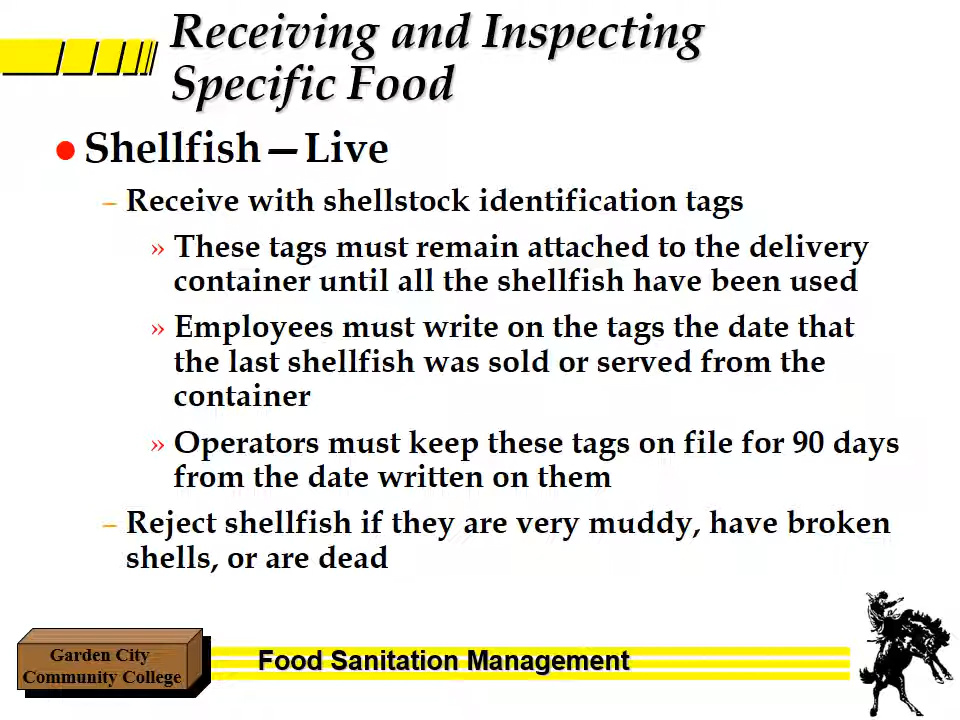 Receiving and Inspecting
Specific Food
● Shellfish—Live
– Receive with shellstock identification tags
» These tags must remain attached to the delivery
container until all the shellfish have been used
» Employees must write on the tags the date that
the last shellfish was sold or served from the
container
» Operators must keep these tags on file for 90 days
from the date written on them
– Reject shellfish if they are very muddy, have broken
shells, or are dead
Garden City
Community College
Food Sanitation Management